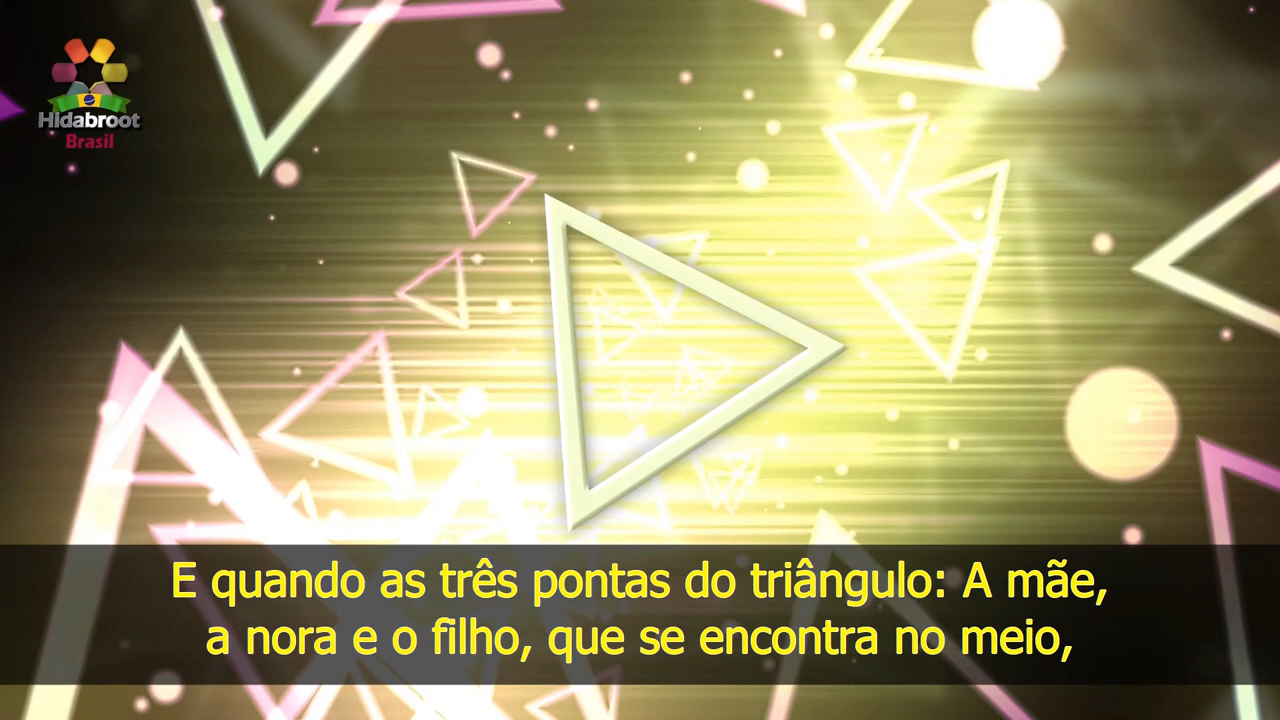 Hidabroot
Brasil
E quando as três pontas do triângulo: A mãe,
a nora e o filho, que se encontra no meio,